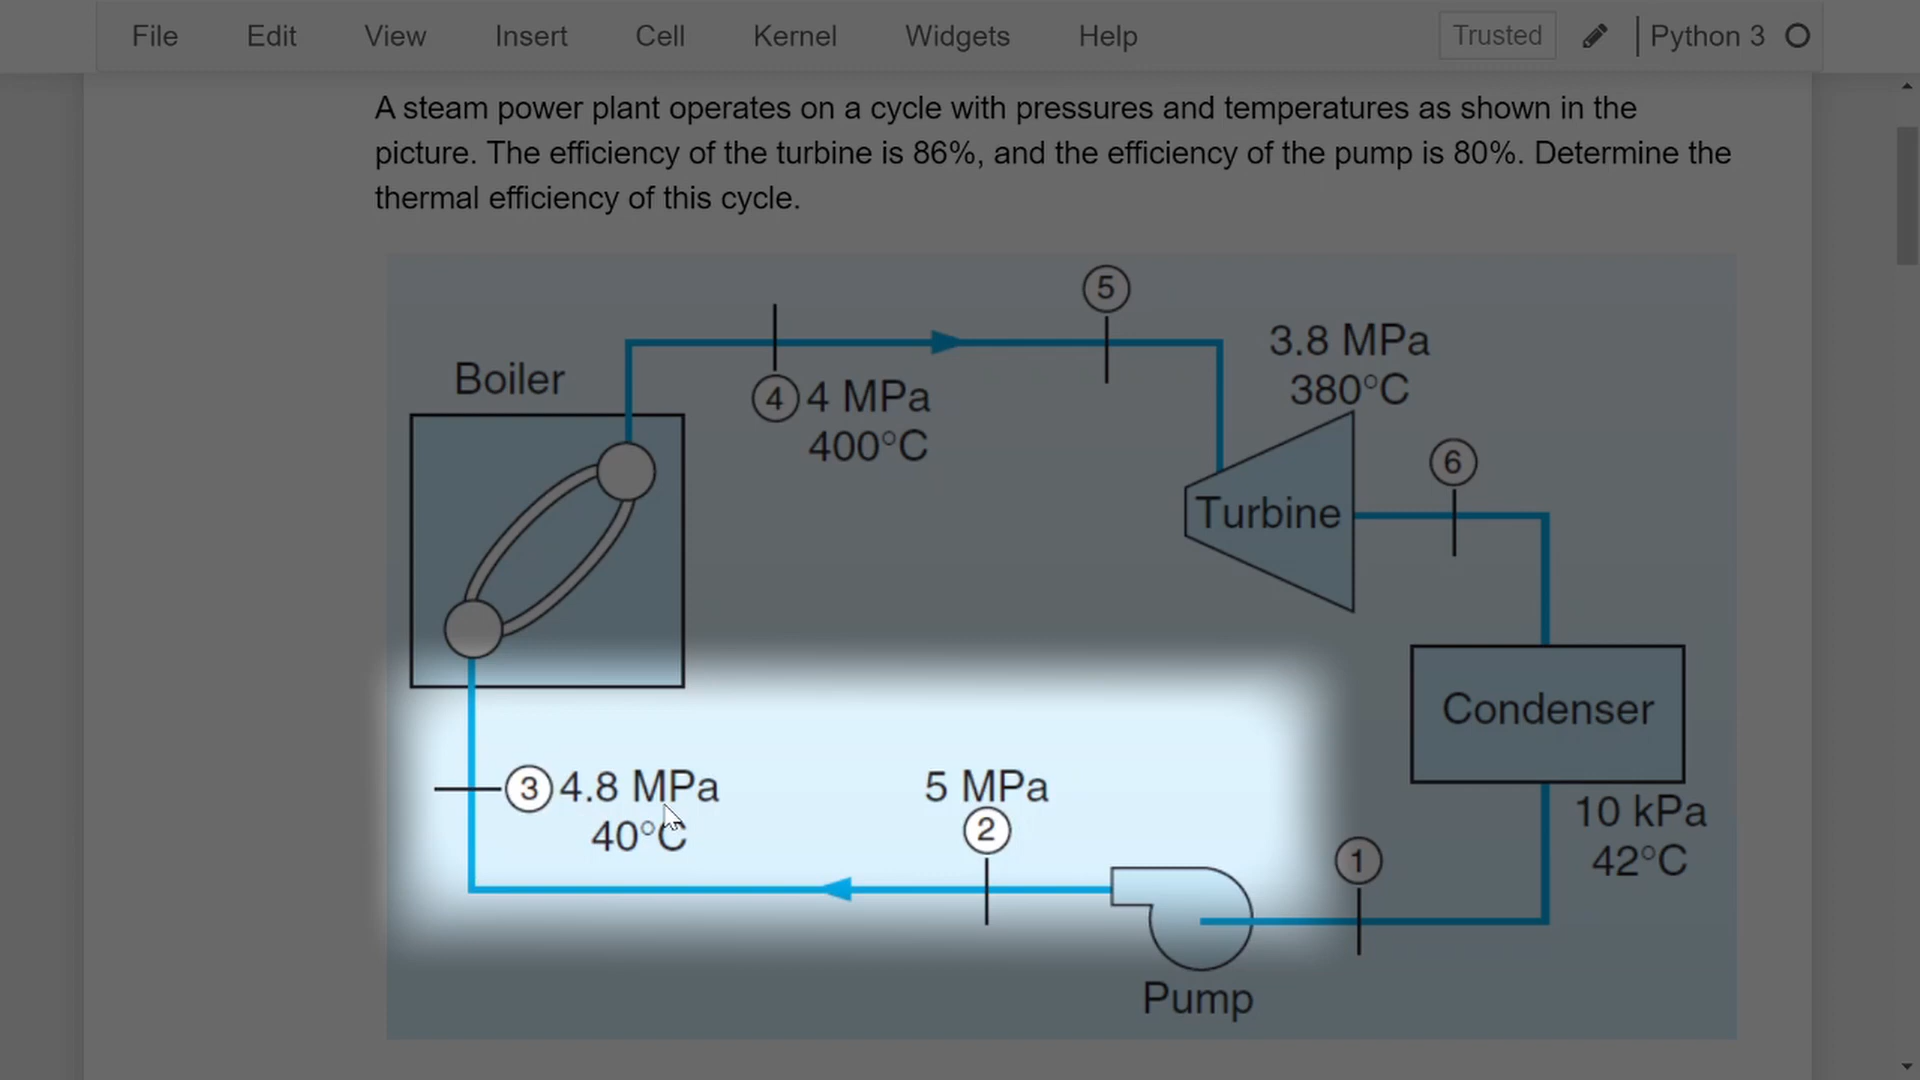 File Edit View Insert Cell Kernel Widgets Help Trusted Python 3
A steam power plant operates on a cycle with pressures and temperatures as shown in the
picture. The efficiency of the turbine is 86%, and the efficiency of the pump is 80%. Determine the
thermal efficiency of this cycle.
5
3.8 MPa
380°C
Boiler
4 4 MPa
400°C
6
Turbine
Condenser
3 4.8 MPa
40°C
5 MPa
2
1
10 kPa
42°C
Pump